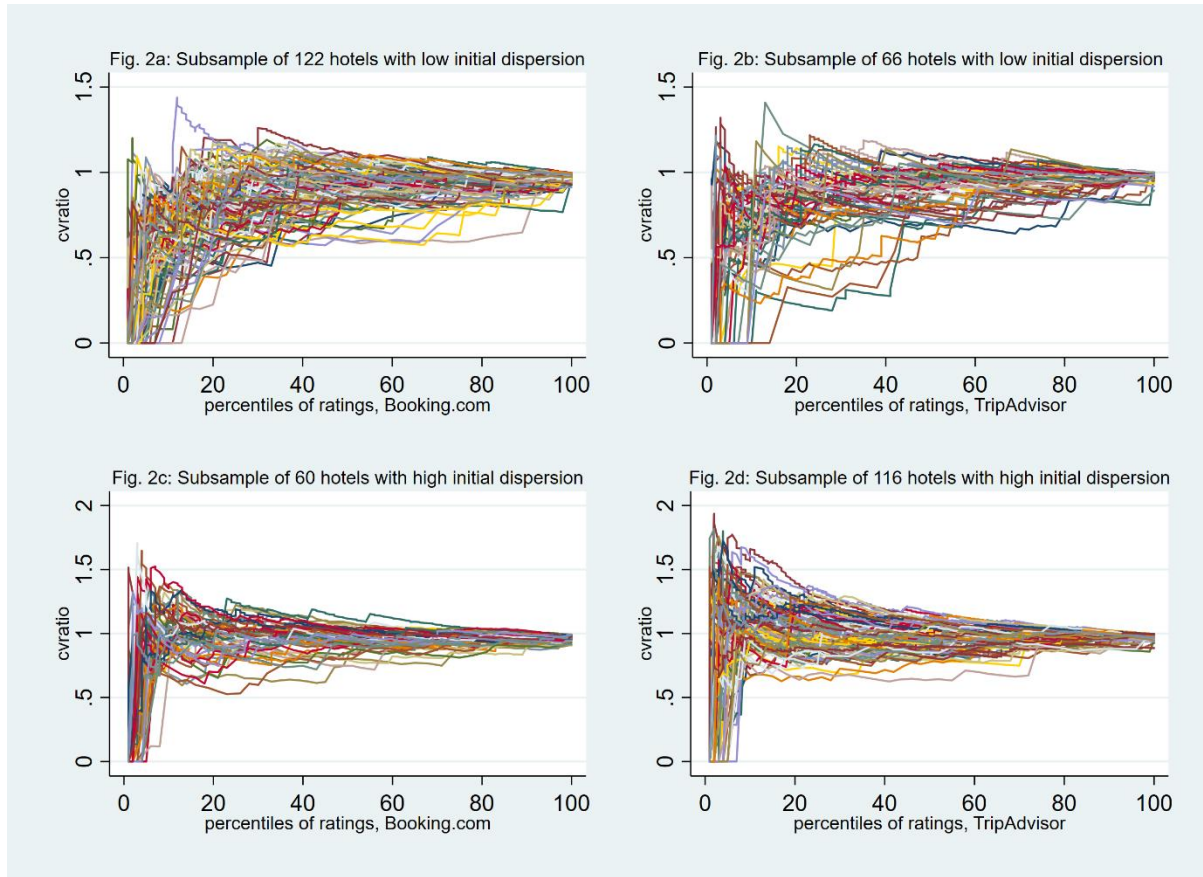 Fig. 2a: Subsample of 122 hotels with low initial dispersion
1.5
1
.5
0
cvratio
0 20 40 60 80 100
percentiles of ratings, Booking.com
Fig. 2b: Subsample of 66 hotels with low initial dispersion
1.5
1
.5
0
cvratio
0 20 40 60 80 100
percentiles of ratings, TripAdvisor
Fig. 2c: Subsample of 60 hotels with high initial dispersion
2
1.5
1
.5
0
cvratio
0 20 40 60 80 100
percentiles of ratings, Booking.com
Fig. 2d: Subsample of 116 hotels with high initial dispersion
2
1.5
1
.5
0
cvratio
0 20 40 60 80 100
percentiles of ratings, TripAdvisor